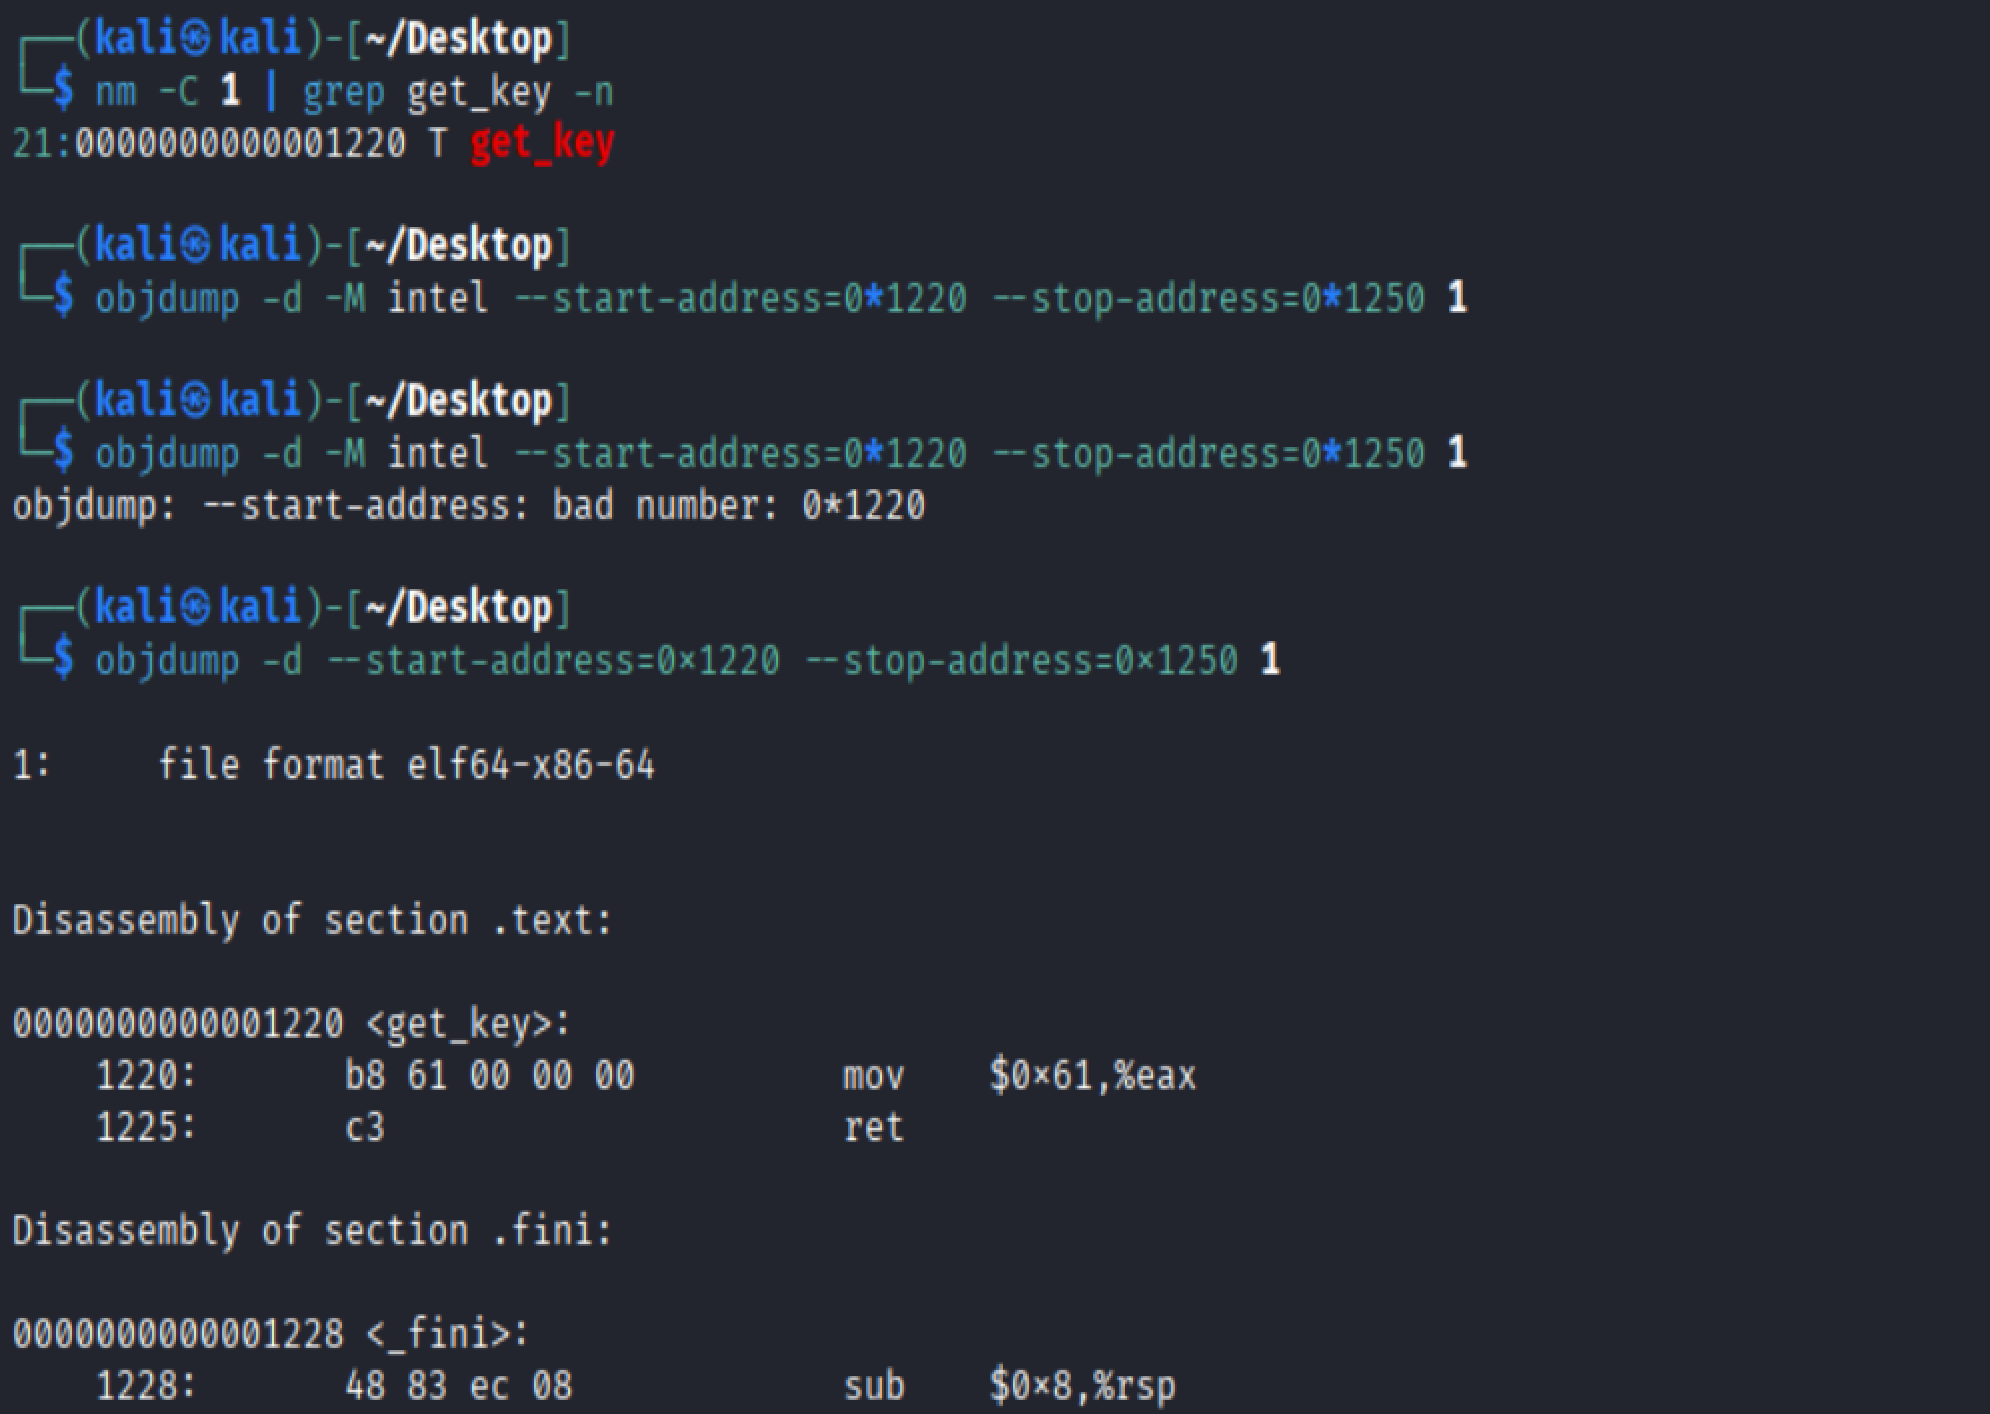 ┌──(kali㉿kali)-[~/Desktop]
└─$ nm -C 1 | grep get_key -n
21:0000000000001220 T get_key
┌──(kali㉿kali)-[~/Desktop]
└─$ objdump -d -M intel --start-address=0*1220 --stop-address=0*1250 1
┌──(kali㉿kali)-[~/Desktop]
└─$ objdump -d -M intel --start-address=0*1220 --stop-address=0*1250 1
objdump: --start-address: bad number: 0*1220
┌──(kali㉿kali)-[~/Desktop]
└─$ objdump -d --start-address=0×1220 --stop-address=0×1250 1
1:     file format elf64-x86-64
Disassembly of section .text:
0000000000001220 <get_key>:
    1220:       b8 61 00 00 00          mov    $0×61,%eax
    1225:       c3                      ret
Disassembly of section .fini:
0000000000001228 <_fini>:
    1228:       48 83 ec 08             sub    $0×8,%rsp